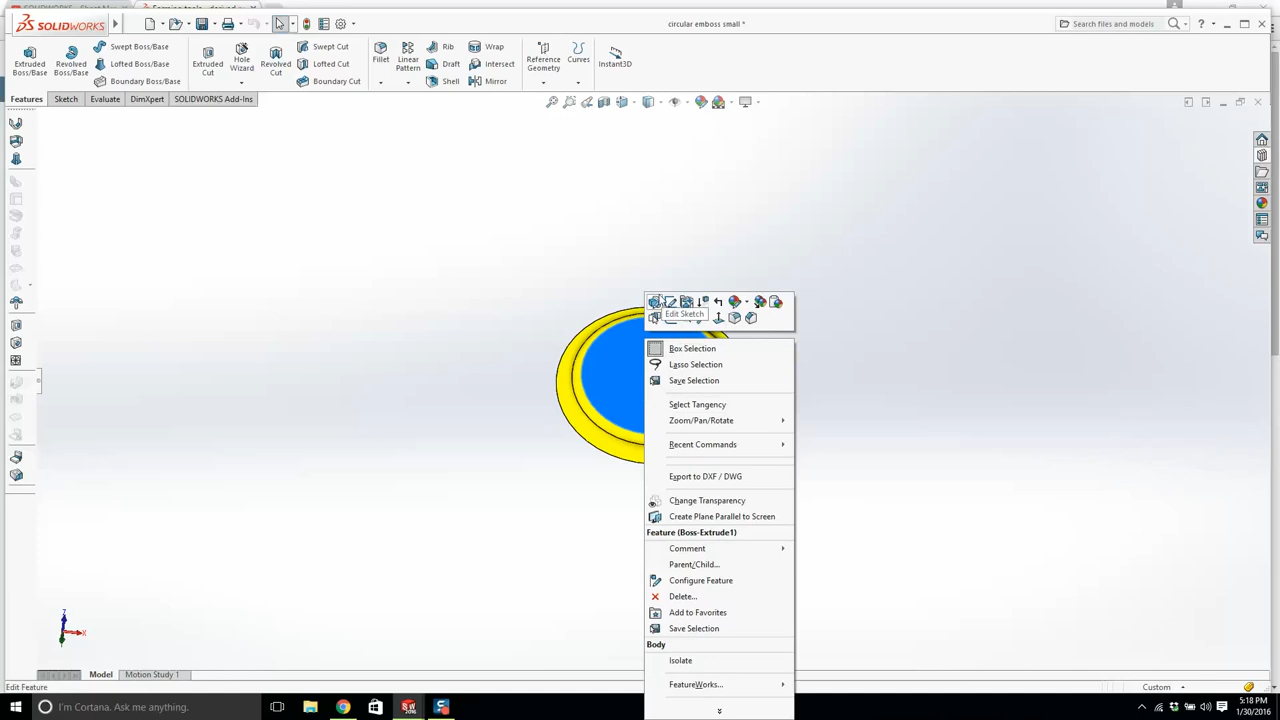 SOLIDWORKS
circular emboss small *
Search files and models
Extruded Boss/Base
Revolved Boss/Base
Swept Boss/Base
Lofted Boss/Base
Boundary Boss/Base
Extruded Cut
Hole Wizard
Revolved Cut
Swept Cut
Lofted Cut
Boundary Cut
Fillet
Linear Pattern
Rib
Draft
Shell
Wrap
Intersect
Mirror
Reference Geometry
Curves
Instant3D
Features
Sketch
Evaluate
DimXpert
SOLIDWORKS Add-Ins
Edit Sketch
Box Selection
Lasso Selection
Save Selection
Select Tangency
Zoom/Pan/Rotate
Recent Commands
Export to DXF / DWG
Change Transparency
Create Plane Parallel to Screen
Feature (Boss-Extrude1)
Comment
Parent/Child...
Configure Feature
Delete...
Add to Favorites
Save Selection
Body
Isolate
FeatureWorks...
Z
X
Model
Motion Study 1
Edit Feature
Custom
I'm Cortana. Ask me anything.
5:18 PM
1/30/2016